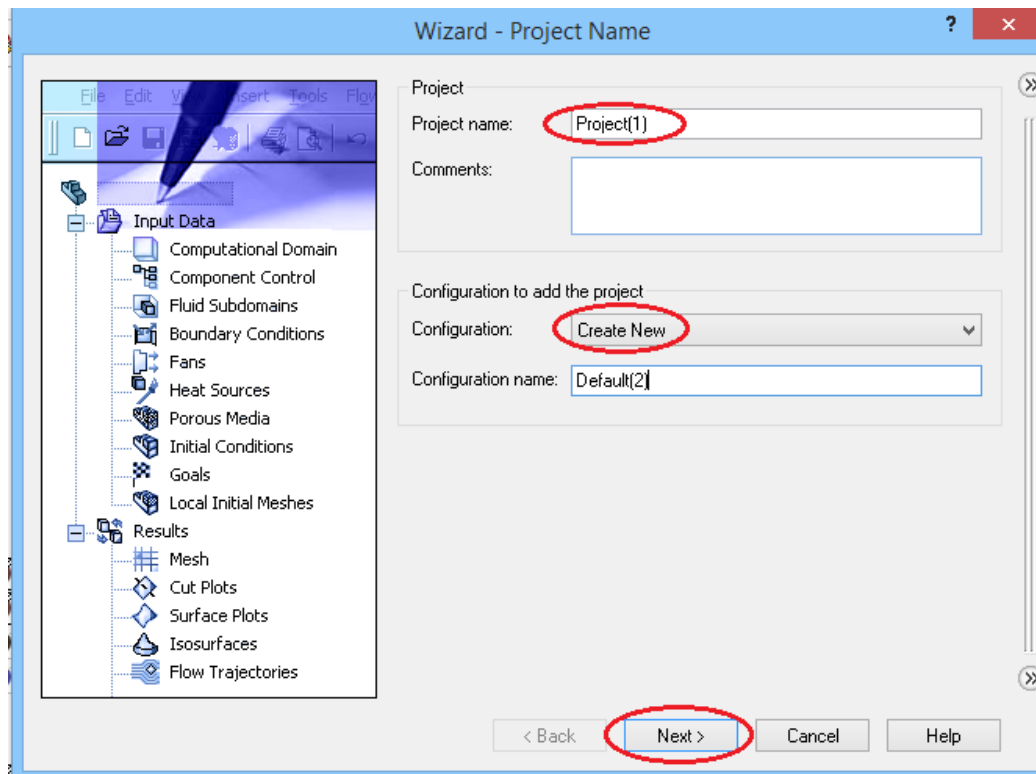 Wizard - Project Name
?
File Edit View Insert Tools Flow
Input Data
Computational Domain
Component Control
Fluid Subdomains
Boundary Conditions
Fans
Heat Sources
Porous Media
Initial Conditions
Goals
Local Initial Meshes
Results
Mesh
Cut Plots
Surface Plots
Isosurfaces
Flow Trajectories
Project
Project name: Project(1)
Comments:
Configuration to add the project
Configuration: Create New
Configuration name: Default(2)
< Back Next > Cancel Help